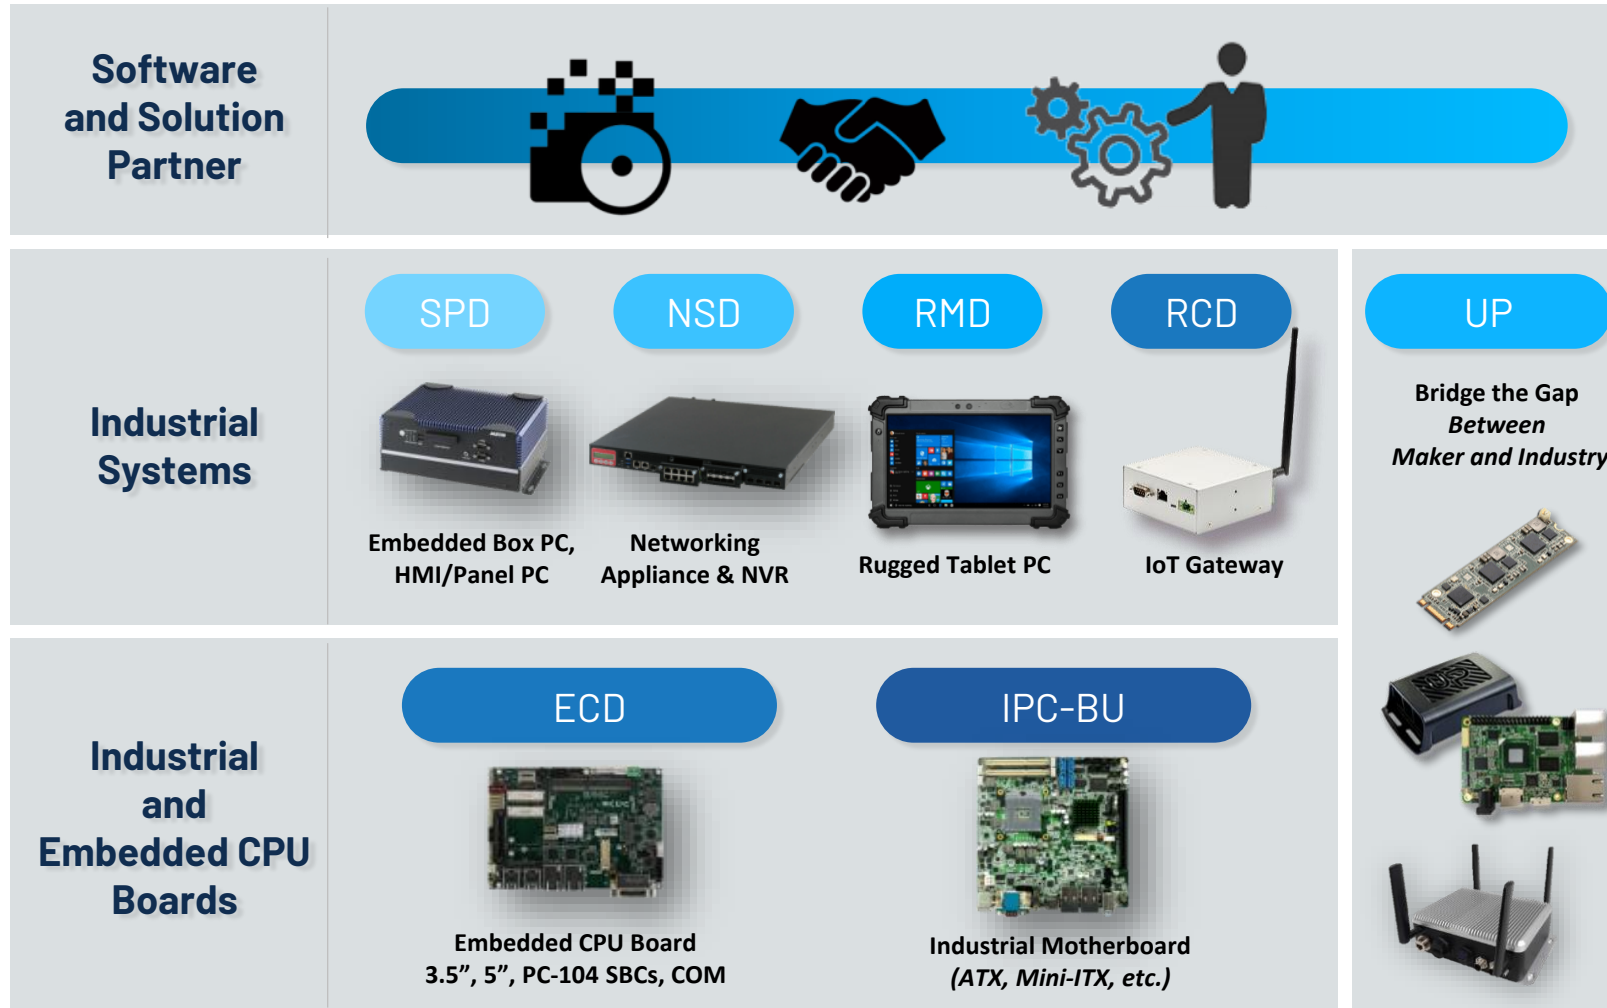 Software
and Solution
Partner
SPD
NSD
RMD
RCD
UP
Industrial
Systems
Embedded Box PC,
HMI/Panel PC
Networking
Appliance & NVR
Rugged Tablet PC
IoT Gateway
Bridge the Gap
Between
Maker and Industry
Industrial
and
Embedded CPU
Boards
ECD
IPC-BU
Embedded CPU Board
3.5”, 5”, PC-104 SBCs, COM
Industrial Motherboard
(ATX, Mini-ITX, etc.)